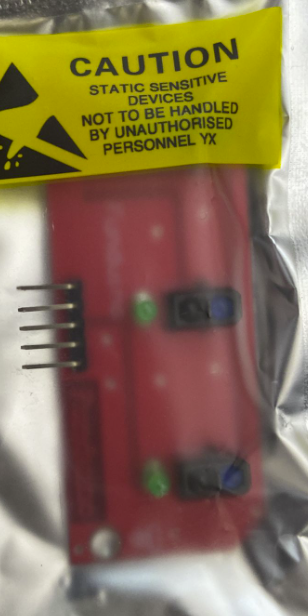 CAUTION
STATIC SENSITIVE
DEVICES
NOT TO BE HANDLED
BY UNAUTHORISED
PERSONNEL YX